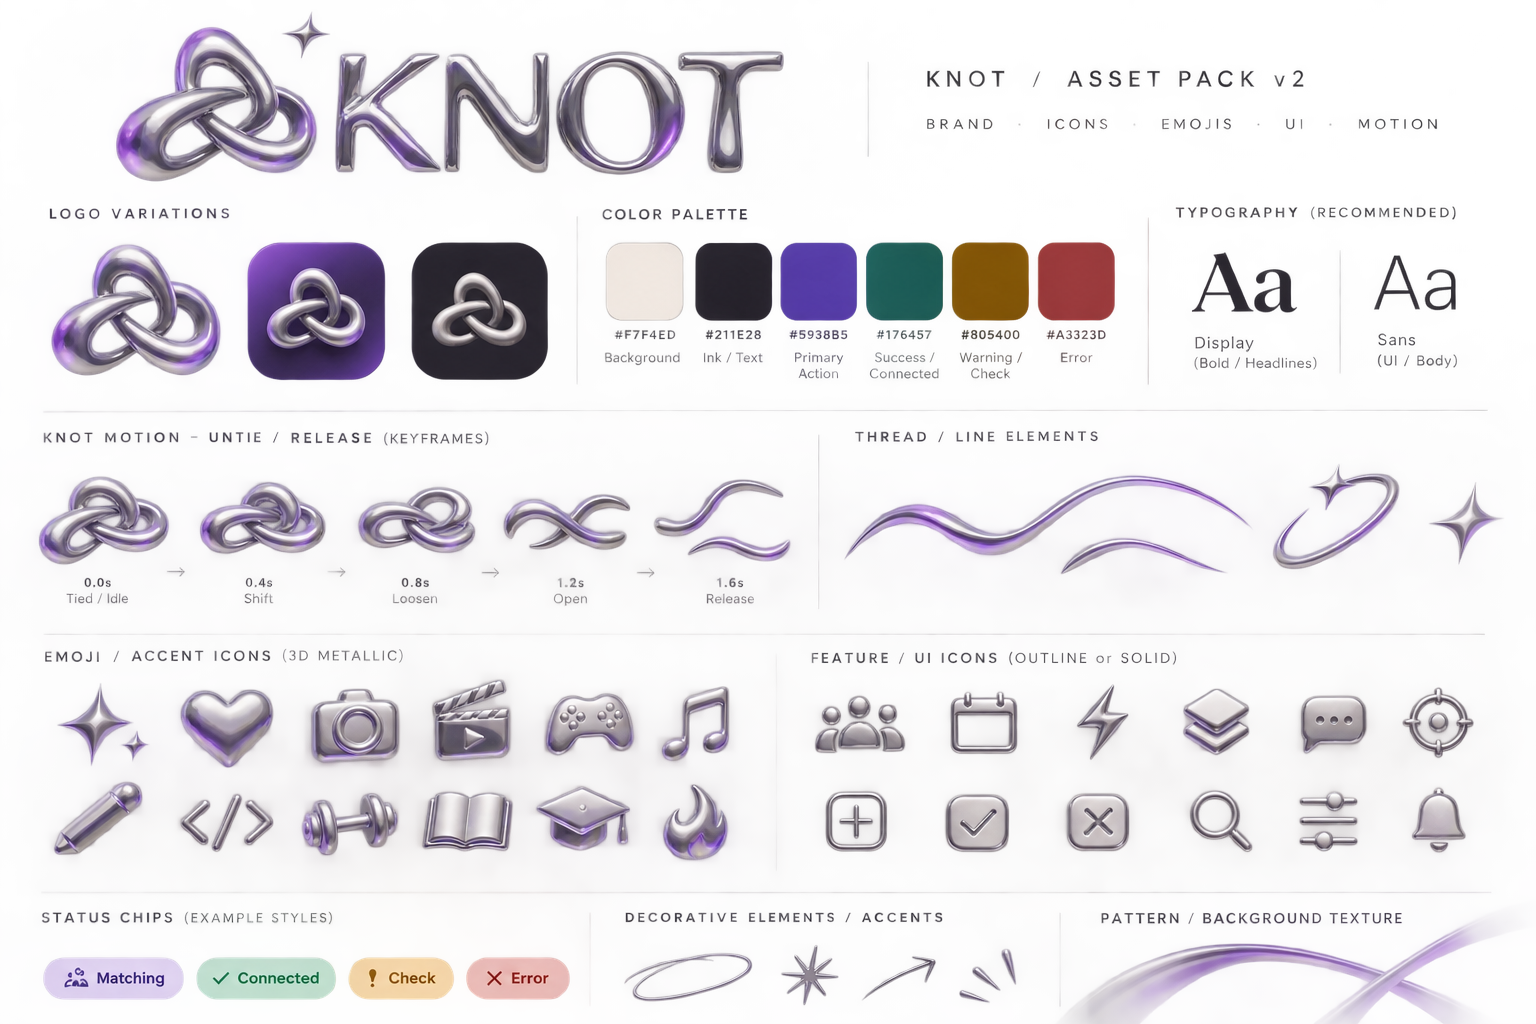 KNOT
KNOT / ASSET PACK v2
BRAND · ICONS · EMOJIS · UI · MOTION
LOGO VARIATIONS
COLOR PALETTE
#F7F4ED
Background
#211E28
Ink / Text
#5938B5
Primary
Action
#176457
Success /
Connected
#805400
Warning /
Check
#A3323D
Error
TYPOGRAPHY (RECOMMENDED)
Aa
Display
(Bold / Headlines)
Aa
Sans
(UI / Body)
KNOT MOTION – UNTIE / RELEASE (KEYFRAMES)
0.0s
Tied / Idle
→
0.4s
Shift
→
0.8s
Loosen
→
1.2s
Open
→
1.6s
Release
THREAD / LINE ELEMENTS
EMOJI / ACCENT ICONS (3D METALLIC)
</>
FEATURE / UI ICONS (OUTLINE or SOLID)
STATUS CHIPS (EXAMPLE STYLES)
Matching
Connected
Check
Error
DECORATIVE ELEMENTS / ACCENTS
PATTERN / BACKGROUND TEXTURE